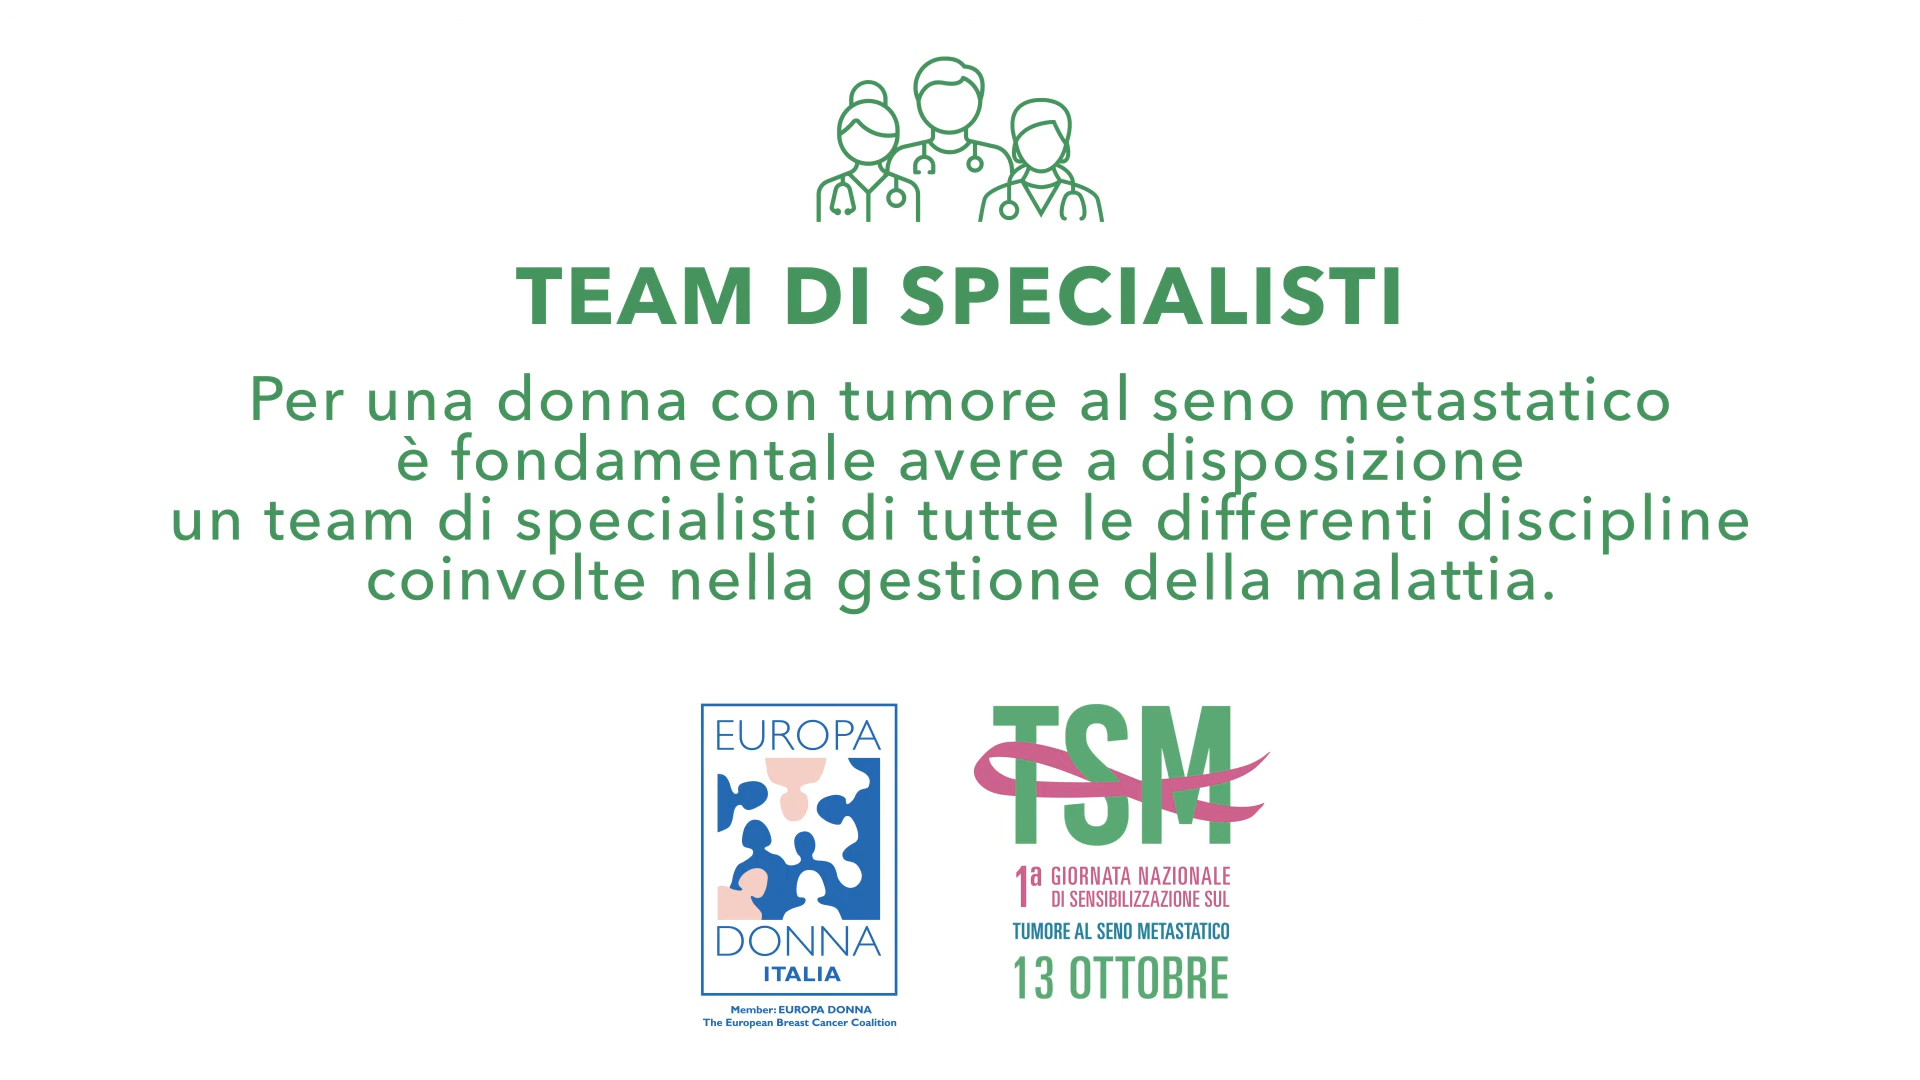 TEAM DI SPECIALISTI
Per una donna con tumore al seno metastatico
è fondamentale avere a disposizione
un team di specialisti di tutte le differenti discipline
coinvolte nella gestione della malattia.
EUROPA
DONNA
ITALIA
Member: EUROPA DONNA
The European Breast Cancer Coalition
TSM
1ª GIORNATA NAZIONALE
DI SENSIBILIZZAZIONE SUL
TUMORE AL SENO METASTATICO
13 OTTOBRE